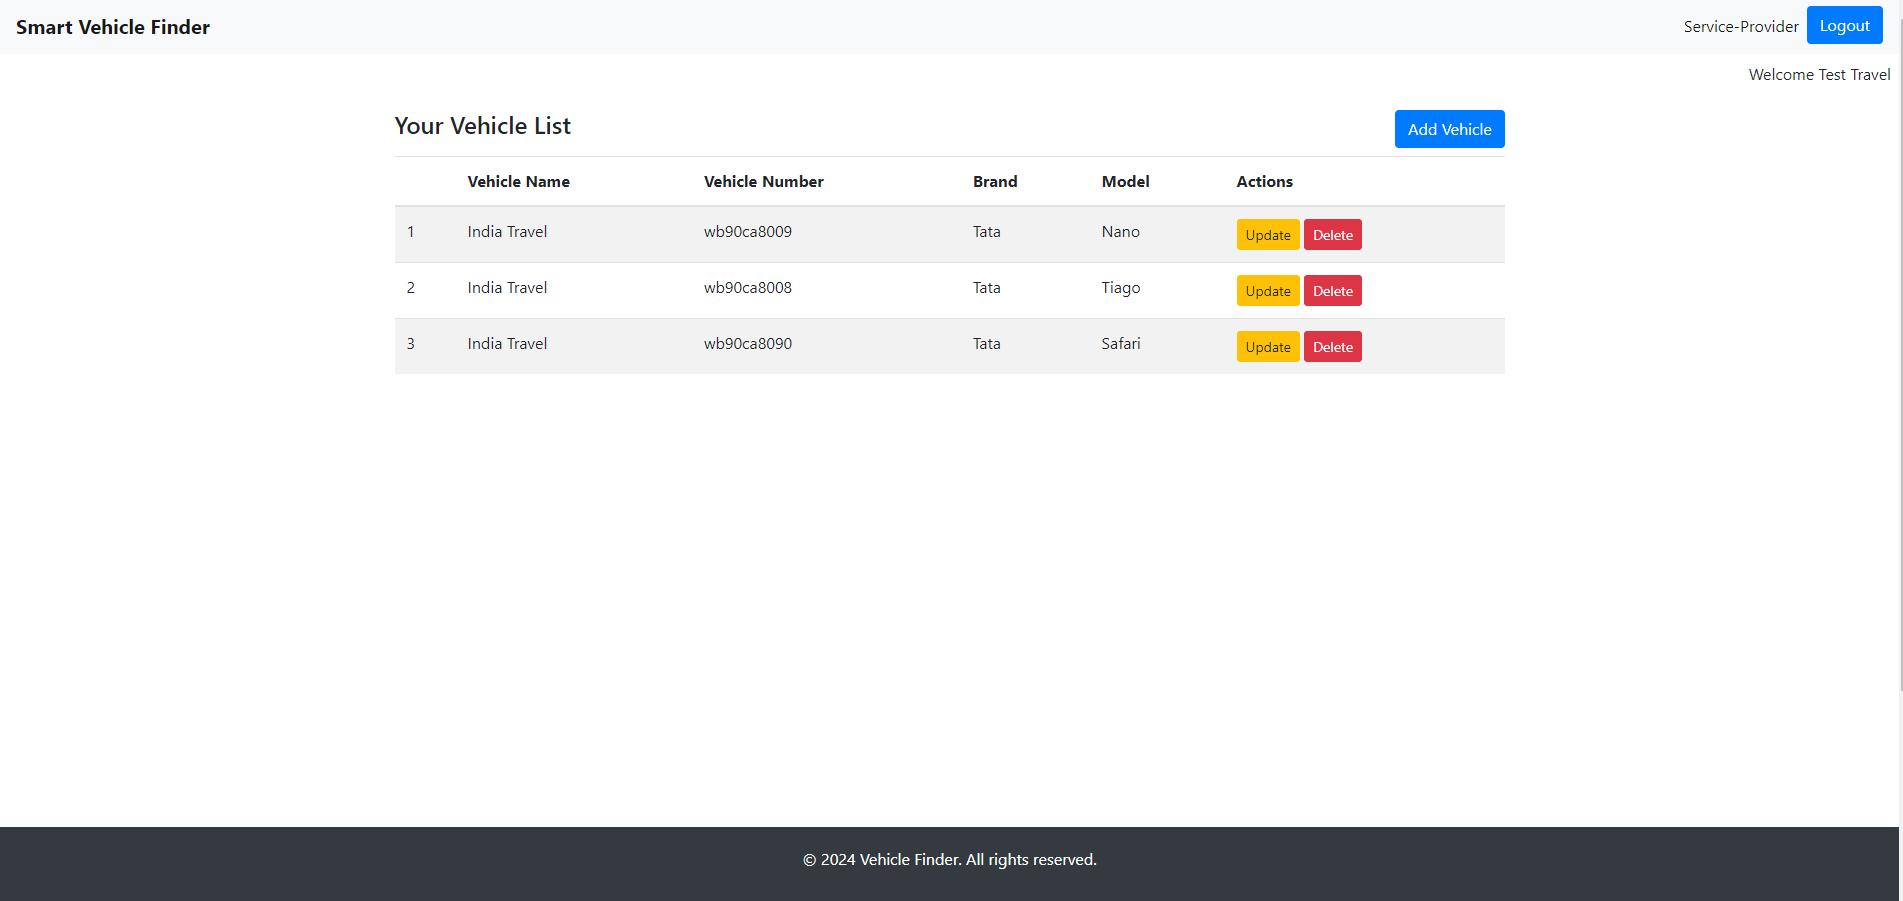 Smart Vehicle Finder Service-Provider Logout
Welcome Test Travel
Your Vehicle List Add Vehicle
Vehicle Name Vehicle Number Brand Model Actions
1 India Travel wb90ca8009 Tata Nano Update Delete
2 India Travel wb90ca8008 Tata Tiago Update Delete
3 India Travel wb90ca8090 Tata Safari Update Delete
© 2024 Vehicle Finder. All rights reserved.